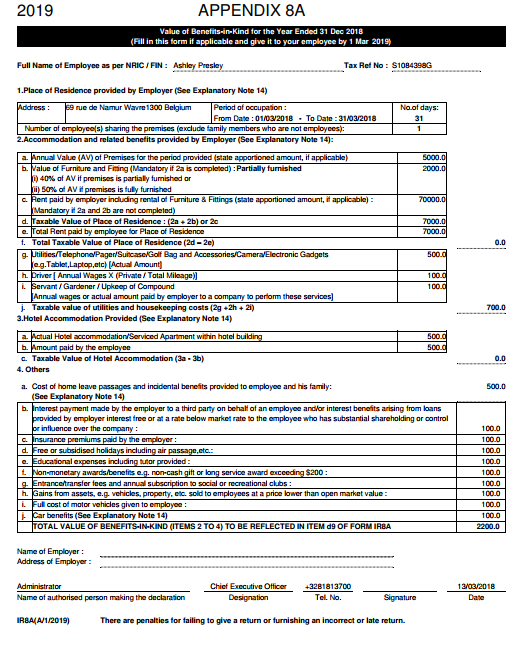 2019 APPENDIX 8A
Value of Benefits-in-Kind for the Year Ended 31 Dec 2018
(Fill in this form if applicable and give it to your employee by 1 Mar 2019)
Full Name of Employee as per NRIC / FIN : Ashley Presley Tax Ref No : S1084398G
1.Place of Residence provided by Employer (See Explanatory Note 14)
Address : 69 rue de Namur Wavre1300 Belgium Period of occupation : No.of days:
From Date : 01/03/2018 - To Date : 31/03/2018 31
Number of employee(s) sharing the premises (exclude family members who are not employees): 1
2.Accommodation and related benefits provided by Employer (See Explanatory Note 14):
a. Annual Value (AV) of Premises for the period provided (state apportioned amount, if applicable) 5000.0
b. Value of Furniture and Fitting (Mandatory if 2a is completed) : Partially furnished 2000.0
(i) 40% of AV if premises is partially furnished or
(ii) 50% of AV if premises is fully furnished
c. Rent paid by employer including rental of Furniture & Fittings (state apportioned amount, if applicable) : 70000.0
(Mandatory if 2a and 2b are not completed)
d. Taxable Value of Place of Residence : (2a + 2b) or 2c 7000.0
e. Total Rent paid by employee for Place of Residence 7000.0
f. Total Taxable Value of Place of Residence (2d – 2e) 0.0
g. Utilities/Telephone/Pager/Suitcase/Golf Bag and Accessories/Camera/Electronic Gadgets 500.0
(e.g.Tablet,Laptop,etc) [Actual Amount]
h. Driver [ Annual Wages X (Private / Total Mileage)] 100.0
i. Servant / Gardener / Upkeep of Compound 100.0
[Annual wages or actual amount paid by employer to a company to perform these services]
j. Taxable value of utilities and housekeeping costs (2g +2h + 2i) 700.0
3.Hotel Accommodation Provided (See Explanatory Note 14)
a. Actual Hotel accommodation/Serviced Apartment within hotel building 500.0
b. Amount paid by the employee 500.0
c. Taxable Value of Hotel Accommodation (3a - 3b) 0.0
4. Others
a. Cost of home leave passages and incidental benefits provided to employee and his family: 500.0
(See Explanatory Note 14)
b. Interest payment made by the employer to a third party on behalf of an employee and/or interest benefits arising from loans
provided by employer interest free or at a rate below market rate to the employee who has substantial shareholding or control
or influence over the company : 100.0
c. Insurance premiums paid by the employer : 100.0
d. Free or subsidised holidays including air passage,etc.: 100.0
e. Educational expenses including tutor provided : 100.0
f. Non-monetary awards/benefits e.g. non-cash gift or long service award exceeding $200 : 100.0
g. Entrance/transfer fees and annual subscription to social or recreational clubs : 100.0
h. Gains from assets, e.g. vehicles, property, etc. sold to employees at a price lower than open market value : 100.0
i. Full cost of motor vehicles given to employee : 100.0
j. Car benefits (See Explanatory Note 14) 100.0
TOTAL VALUE OF BENEFITS-IN-KIND (ITEMS 2 TO 4) TO BE REFLECTED IN ITEM d9 OF FORM IR8A 2200.0
Name of Employer :
Address of Employer :
Administrator Chief Executive Officer +3281813700 13/03/2018
Name of authorised person making the declaration Designation Tel. No. Signature Date
IR8A(A/1/2019) There are penalties for failing to give a return or furnishing an incorrect or late return.